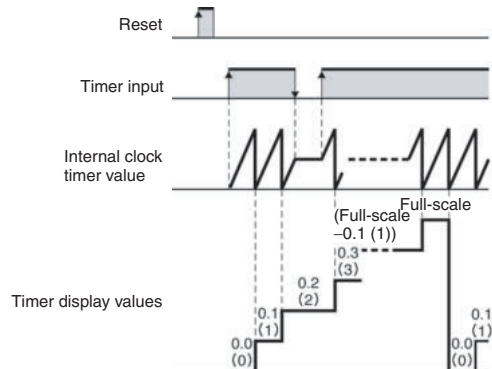 Reset
Timer input
Internal clock
timer value
Full-scale
(Full-scale
–0.1 (1))
0.3
(3)
0.2
(2)
Timer display values
0.1
(1)
0.1
(1)
0.0
(0)
0.0
(0)